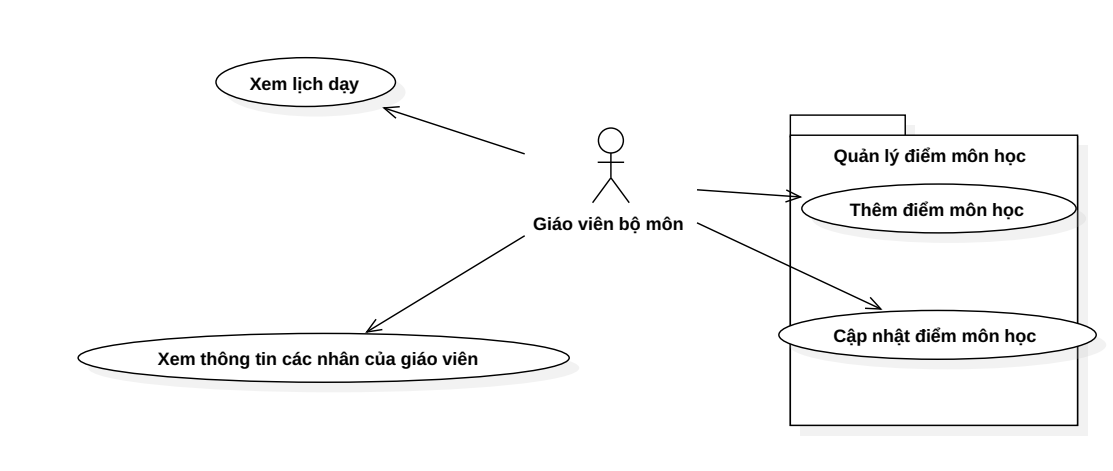 Xem lịch dạy
Quản lý điểm môn học
Thêm điểm môn học
Giáo viên bộ môn
Cập nhật điểm môn học
Xem thông tin các nhân của giáo viên